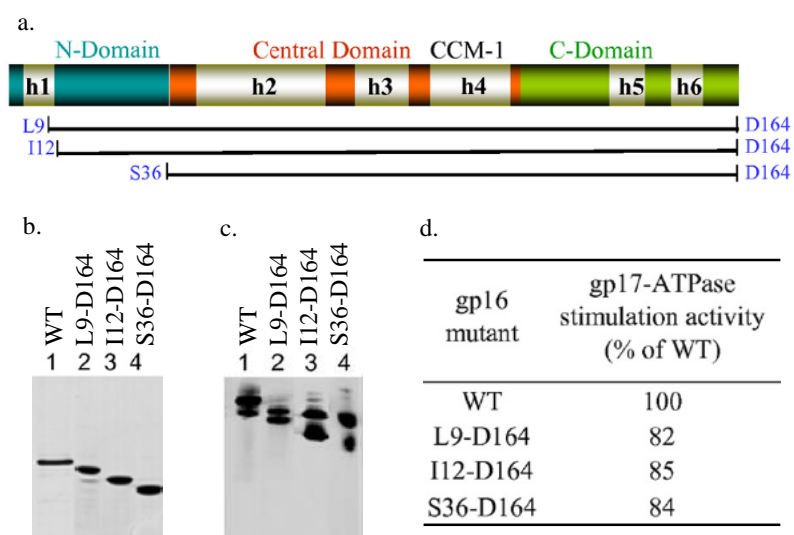 a.
N-Domain Central Domain CCM-1 C-Domain
h1 h2 h3 h4 h5 h6
L9 D164
I12 D164
S36 D164
b.
WT
L9-D164
I12-D164
S36-D164
1 2 3 4
c.
WT
L9-D164
I12-D164
S36-D164
1 2 3 4
d.
gp16 mutant
gp17-ATPase
stimulation activity
(% of WT)
WT 100
L9-D164 82
I12-D164 85
S36-D164 84